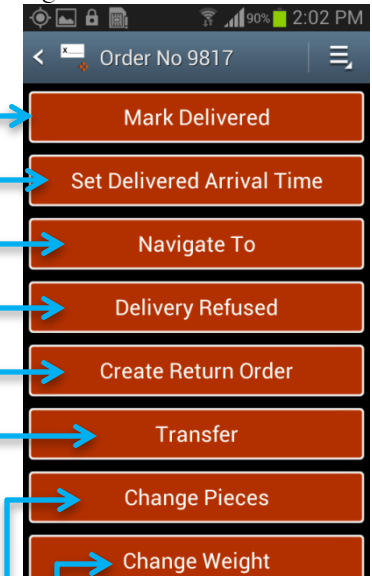 90% 2:02 PM
Order No 9817
Mark Delivered
Set Delivered Arrival Time
Navigate To
Delivery Refused
Create Return Order
Transfer
Change Pieces
Change Weight